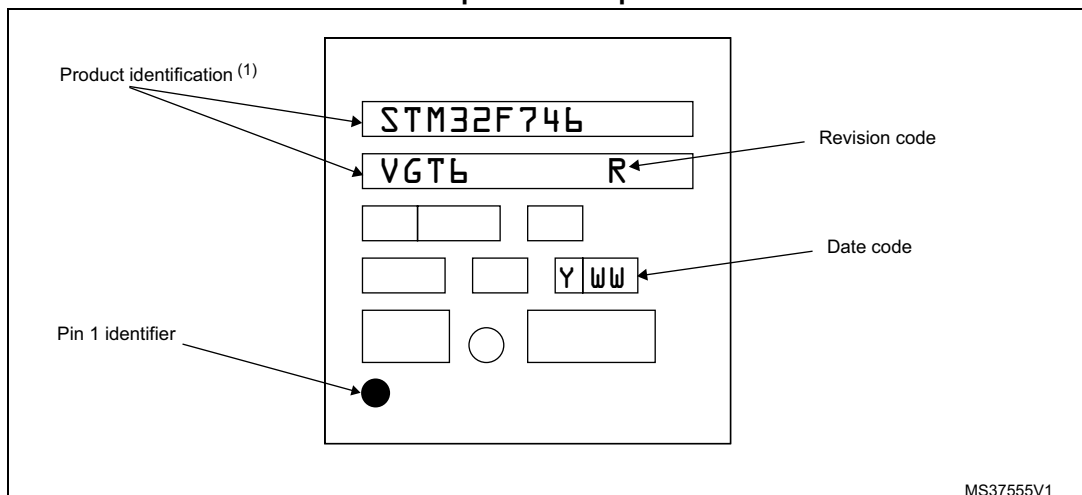 Product identification (1)
STM32F746
Revision code
VGT6 R
Date code
Y WW
Pin 1 identifier
MS37555V1